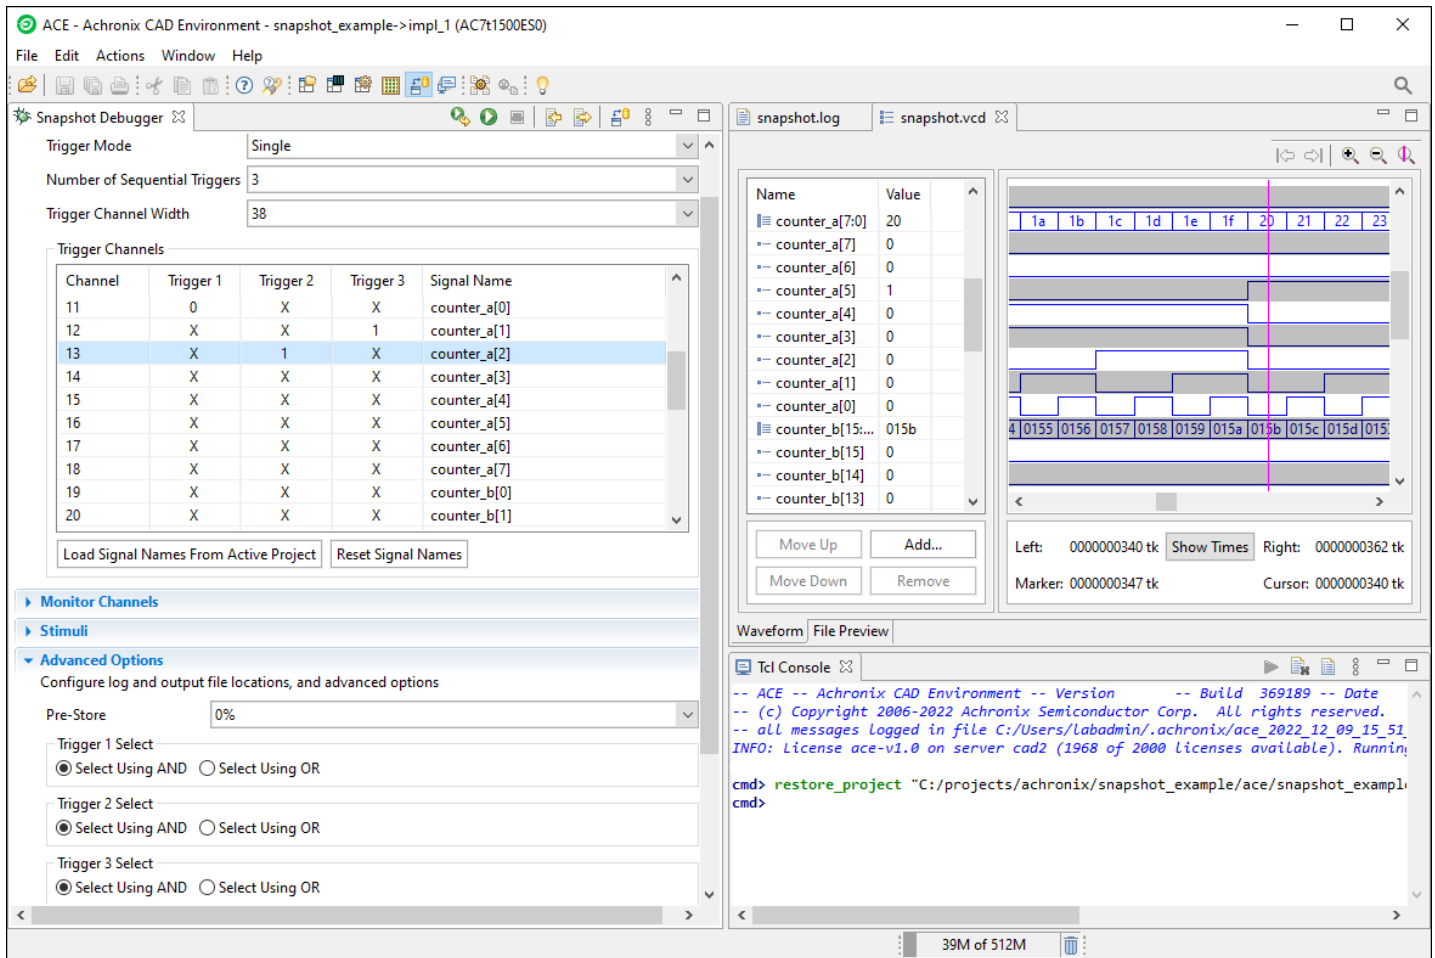 ACE - Achronix CAD Environment - snapshot_example->impl_1 (AC7t1500ES0)
File Edit Actions Window Help
Snapshot Debugger
Trigger Mode Single
Number of Sequential Triggers 3
Trigger Channel Width 38
Trigger Channels
Channel Trigger 1 Trigger 2 Trigger 3 Signal Name
11 0 X X counter_a[0]
12 X X 1 counter_a[1]
13 X 1 X counter_a[2]
14 X X X counter_a[3]
15 X X X counter_a[4]
16 X X X counter_a[5]
17 X X X counter_a[6]
18 X X X counter_a[7]
19 X X X counter_b[0]
20 X X X counter_b[1]
Load Signal Names From Active Project Reset Signal Names
Monitor Channels
Stimuli
Advanced Options
Configure log and output file locations, and advanced options
Pre-Store 0%
Trigger 1 Select
Select Using AND Select Using OR
Trigger 2 Select
Select Using AND Select Using OR
Trigger 3 Select
Select Using AND Select Using OR
snapshot.log snapshot.vcd
Name Value
counter_a[7:0] 20
counter_a[7] 0
counter_a[6] 0
counter_a[5] 1
counter_a[4] 0
counter_a[3] 0
counter_a[2] 0
counter_a[1] 0
counter_a[0] 0
counter_b[15:... 015b
counter_b[15] 0
counter_b[14] 0
counter_b[13] 0
1a 1b 1c 1d 1e 1f 20 21 22 23
4 0155 0156 0157 0158 0159 015a 015b 015c 015d 015
Move Up Add...
Move Down Remove
Left: 0000000340 tk Show Times Right: 0000000362 tk
Marker: 0000000347 tk Cursor: 0000000340 tk
Waveform File Preview
Tcl Console
-- ACE -- Achronix CAD Environment -- Version -- Build 369189 -- Date
-- (c) Copyright 2006-2022 Achronix Semiconductor Corp. All rights reserved.
-- all messages logged in file C:/Users/labadmin/.achronix/ace_2022_12_09_15_51_
INFO: License ace-v1.0 on server cad2 (1968 of 2000 licenses available). Running
cmd> restore_project "C:/projects/achronix/snapshot_example/ace/snapshot_exampl
cmd>
39M of 512M